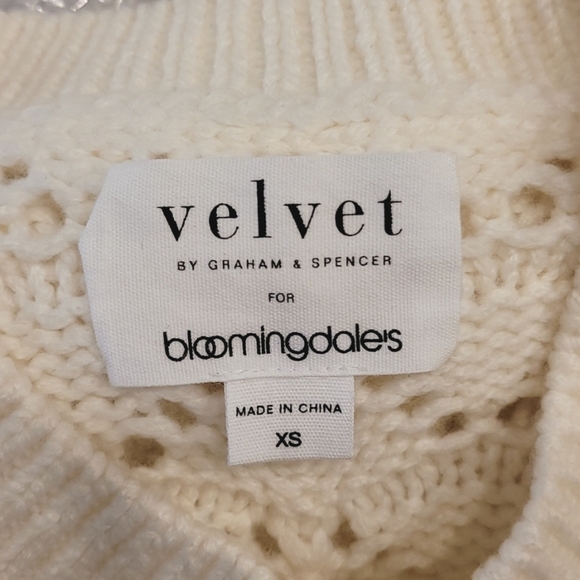 velvet
BY GRAHAM & SPENCER
FOR
bloomingdale's
MADE IN CHINA
XS